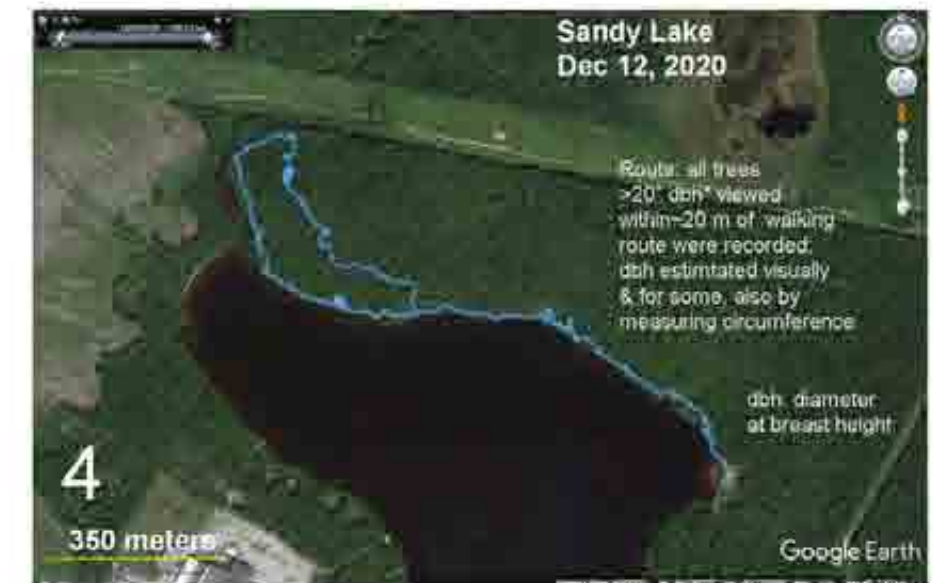 Sandy Lake
Dec 12, 2020
Route: all trees
>20" dbh* viewed
within~20 m of walking
route were recorded;
dbh estimtated visually
& for some, also by
measuring circumference
dbh diameter
at breast height
4
350 meters
Google Earth